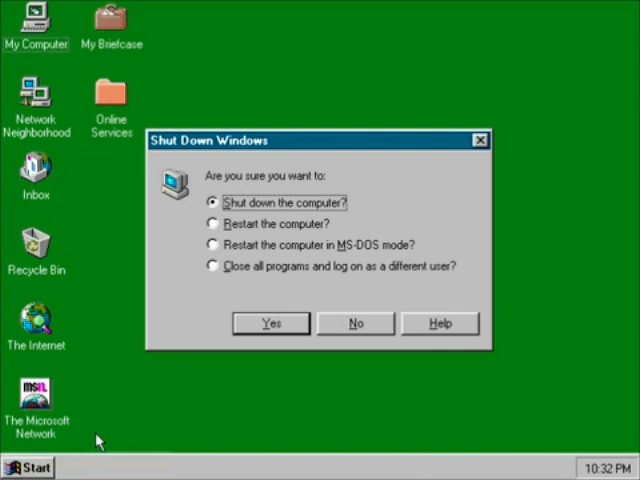 My Computer
My Briefcase
Network
Neighborhood
Online
Services
Inbox
Recycle Bin
The Internet
msn
The Microsoft
Network
Shut Down Windows
Are you sure you want to:
Shut down the computer?
Restart the computer?
Restart the computer in MS-DOS mode?
Close all programs and log on as a different user?
Yes
No
Help
Start
10:32 PM